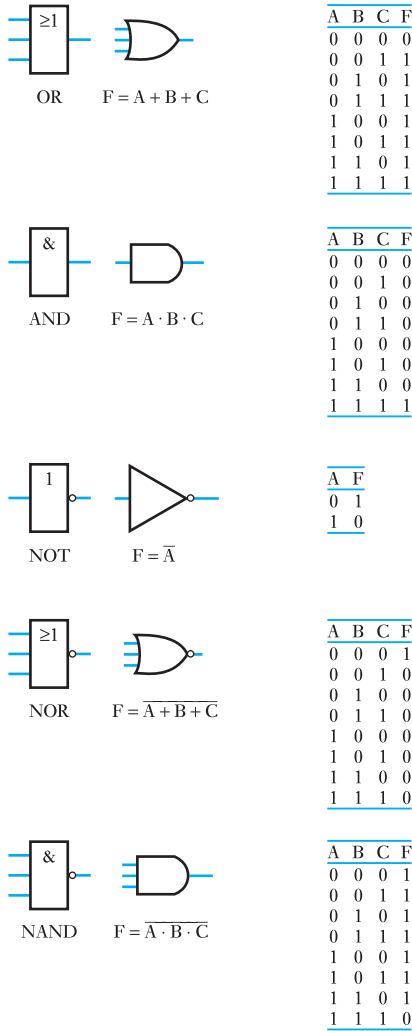 ≥1
OR F = A + B + C
A B C F
0 0 0 0
0 0 1 1
0 1 0 1
0 1 1 1
1 0 0 1
1 0 1 1
1 1 0 1
1 1 1 1
&
AND F = A · B · C
A B C F
0 0 0 0
0 0 1 0
0 1 0 0
0 1 1 0
1 0 0 0
1 0 1 0
1 1 0 0
1 1 1 1
1
NOT F = A̅
A F
0 1
1 0
≥1
NOR F = A̅ ̅+̅ ̅B̅ ̅+̅ ̅C̅
A B C F
0 0 0 1
0 0 1 0
0 1 0 0
0 1 1 0
1 0 0 0
1 0 1 0
1 1 0 0
1 1 1 0
&
NAND F = A̅ ̅·̅ ̅B̅ ̅·̅ ̅C̅
A B C F
0 0 0 1
0 0 1 1
0 1 0 1
0 1 1 1
1 0 0 1
1 0 1 1
1 1 0 1
1 1 1 0